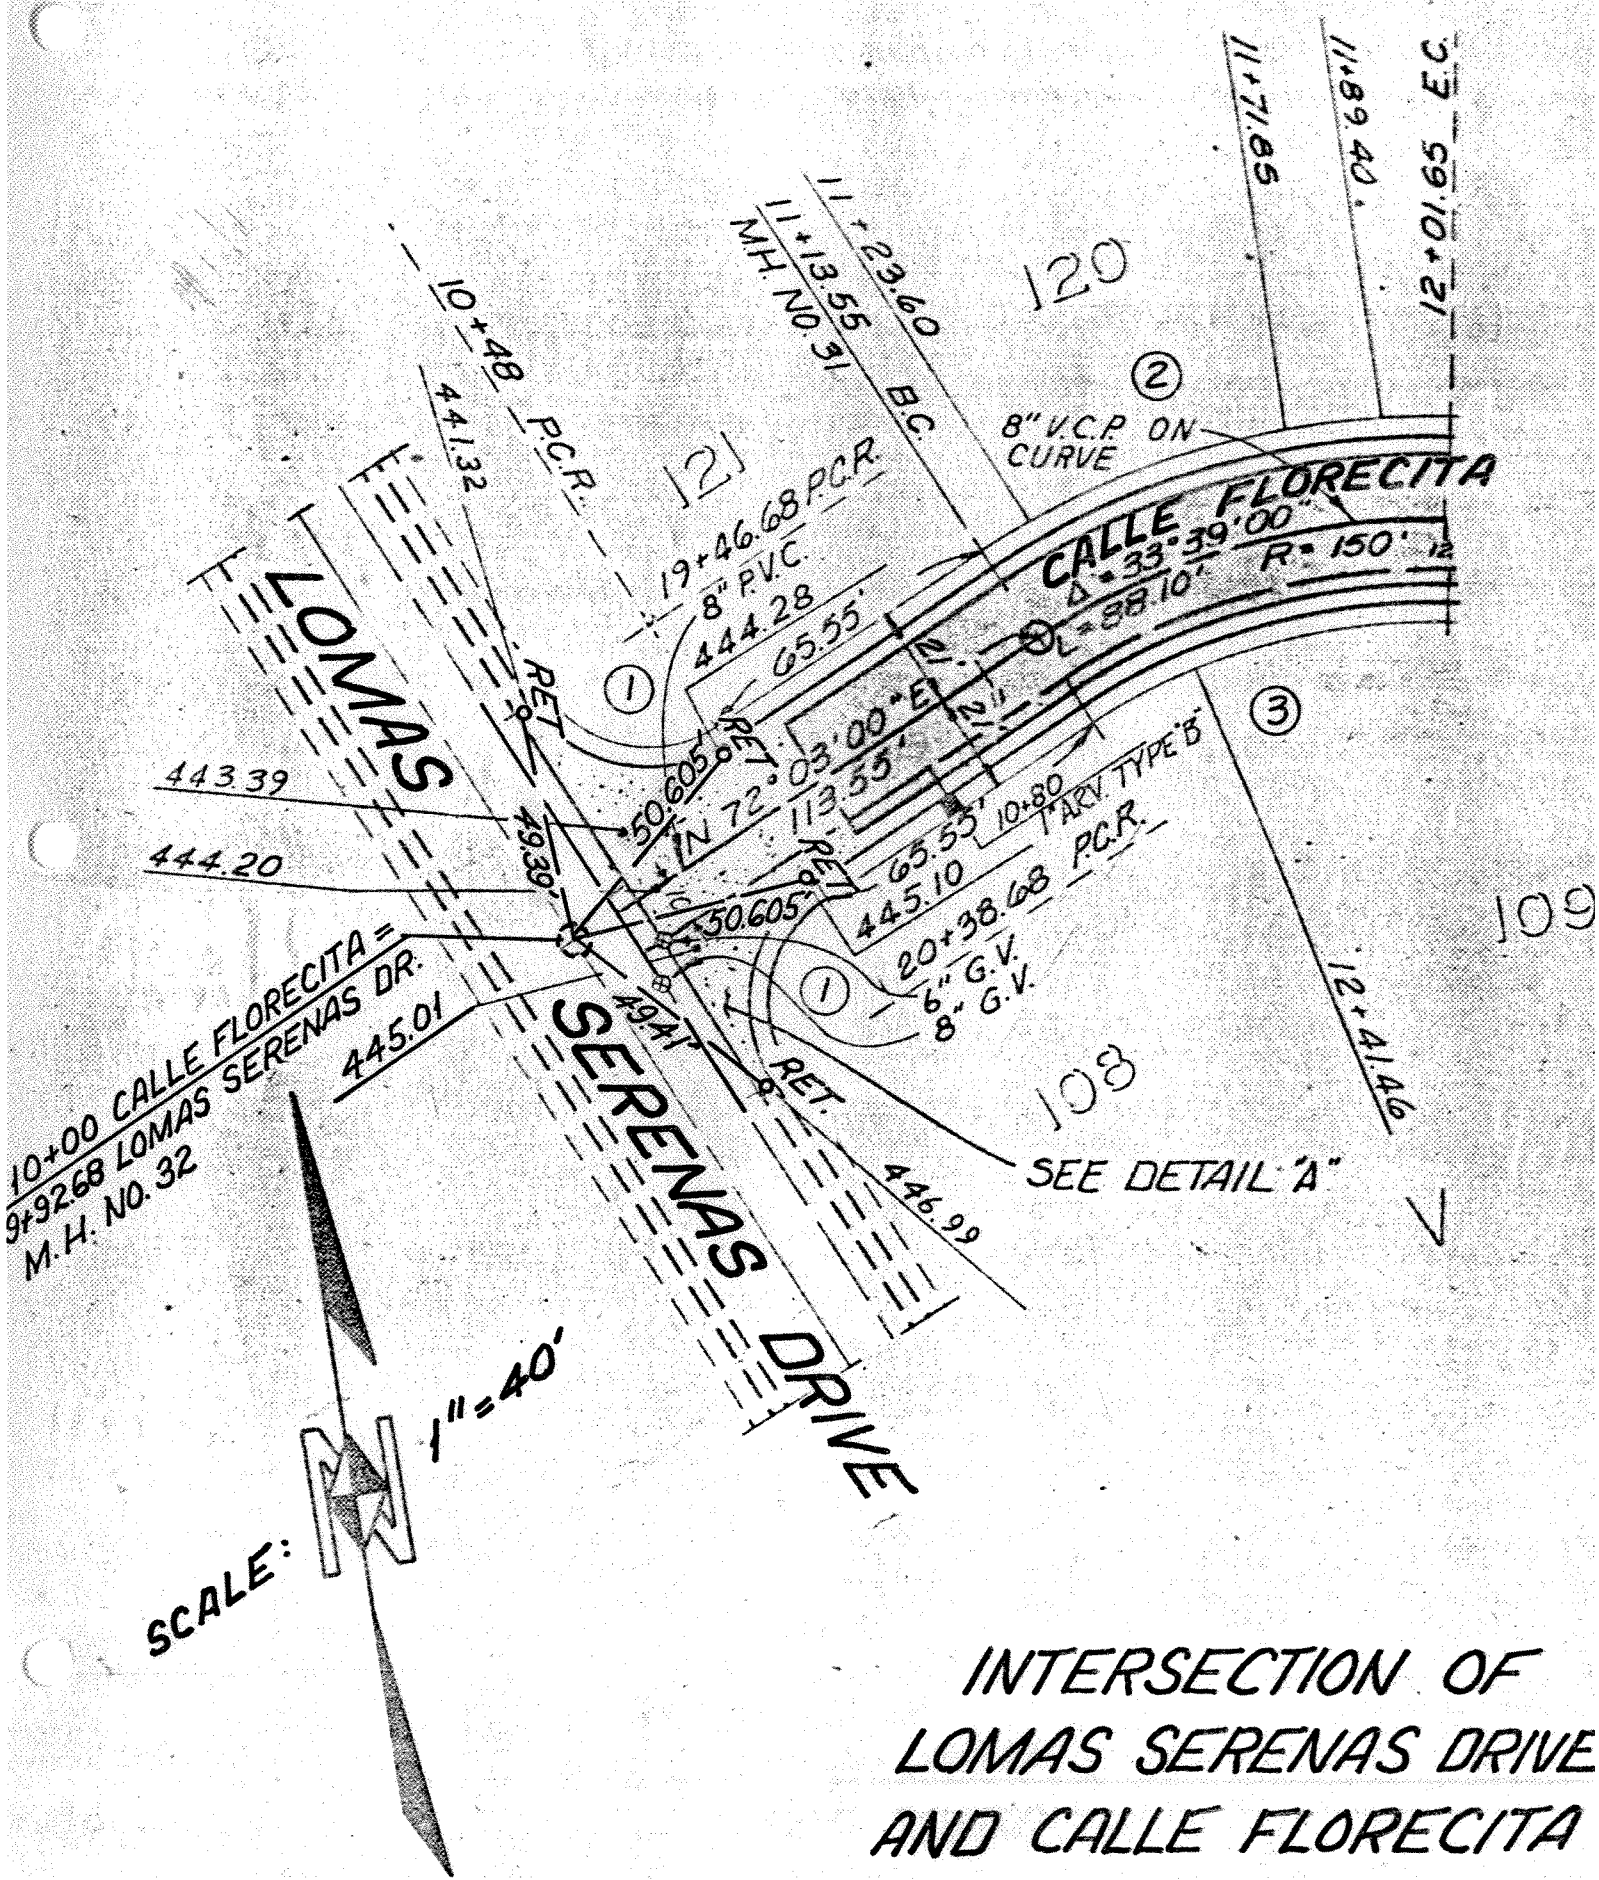 11+71.85
11+89.40
12+01.65 E.C.
11+23.60
11+13.55 B.C.
M.H. NO. 31
10+48 P.C.R.
441.32
120
121
2
8" V.C.P. ON
CURVE
CALLE FLORECITA
Δ = 33°39'00"
R = 150'
L = 88.10'
12
19+46.68 P.C.R.
8" P.V.C.
444.28
65.55'
1
RET
RET
LOMAS SERENAS DRIVE
21'
21'
N 72°03'00" E
113.55'
3
443.39
444.20
49.39'
50.605'
50.605'
RET
65.55'
10+80
1" ARV. TYPE "B"
445.10
20+38.68 P.C.R.
6" G.V.
8" G.V.
1
10+00 CALLE FLORECITA =
9+92.68 LOMAS SERENAS DR.
M.H. NO. 32
445.01
49.41'
RET.
109
108
12+41.46
SEE DETAIL "A"
446.99
N
SCALE: 1"=40'
INTERSECTION OF
LOMAS SERENAS DRIVE
AND CALLE FLORECITA